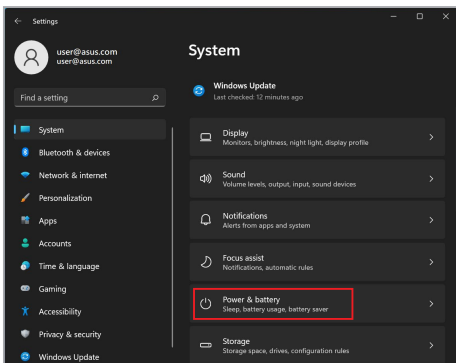 Settings
user@asus.com
user@asus.com
Find a setting
System
Bluetooth & devices
Network & internet
Personalization
Apps
Accounts
Time & language
Gaming
Accessibility
Privacy & security
Windows Update
System
Windows Update
Last checked: 12 minutes ago
Display
Monitors, brightness, night light, display profile
Sound
Volume levels, output, input, sound devices
Notifications
Alerts from apps and system
Focus assist
Notifications, automatic rules
Power & battery
Sleep, battery usage, battery saver
Storage
Storage space, drives, configuration rules